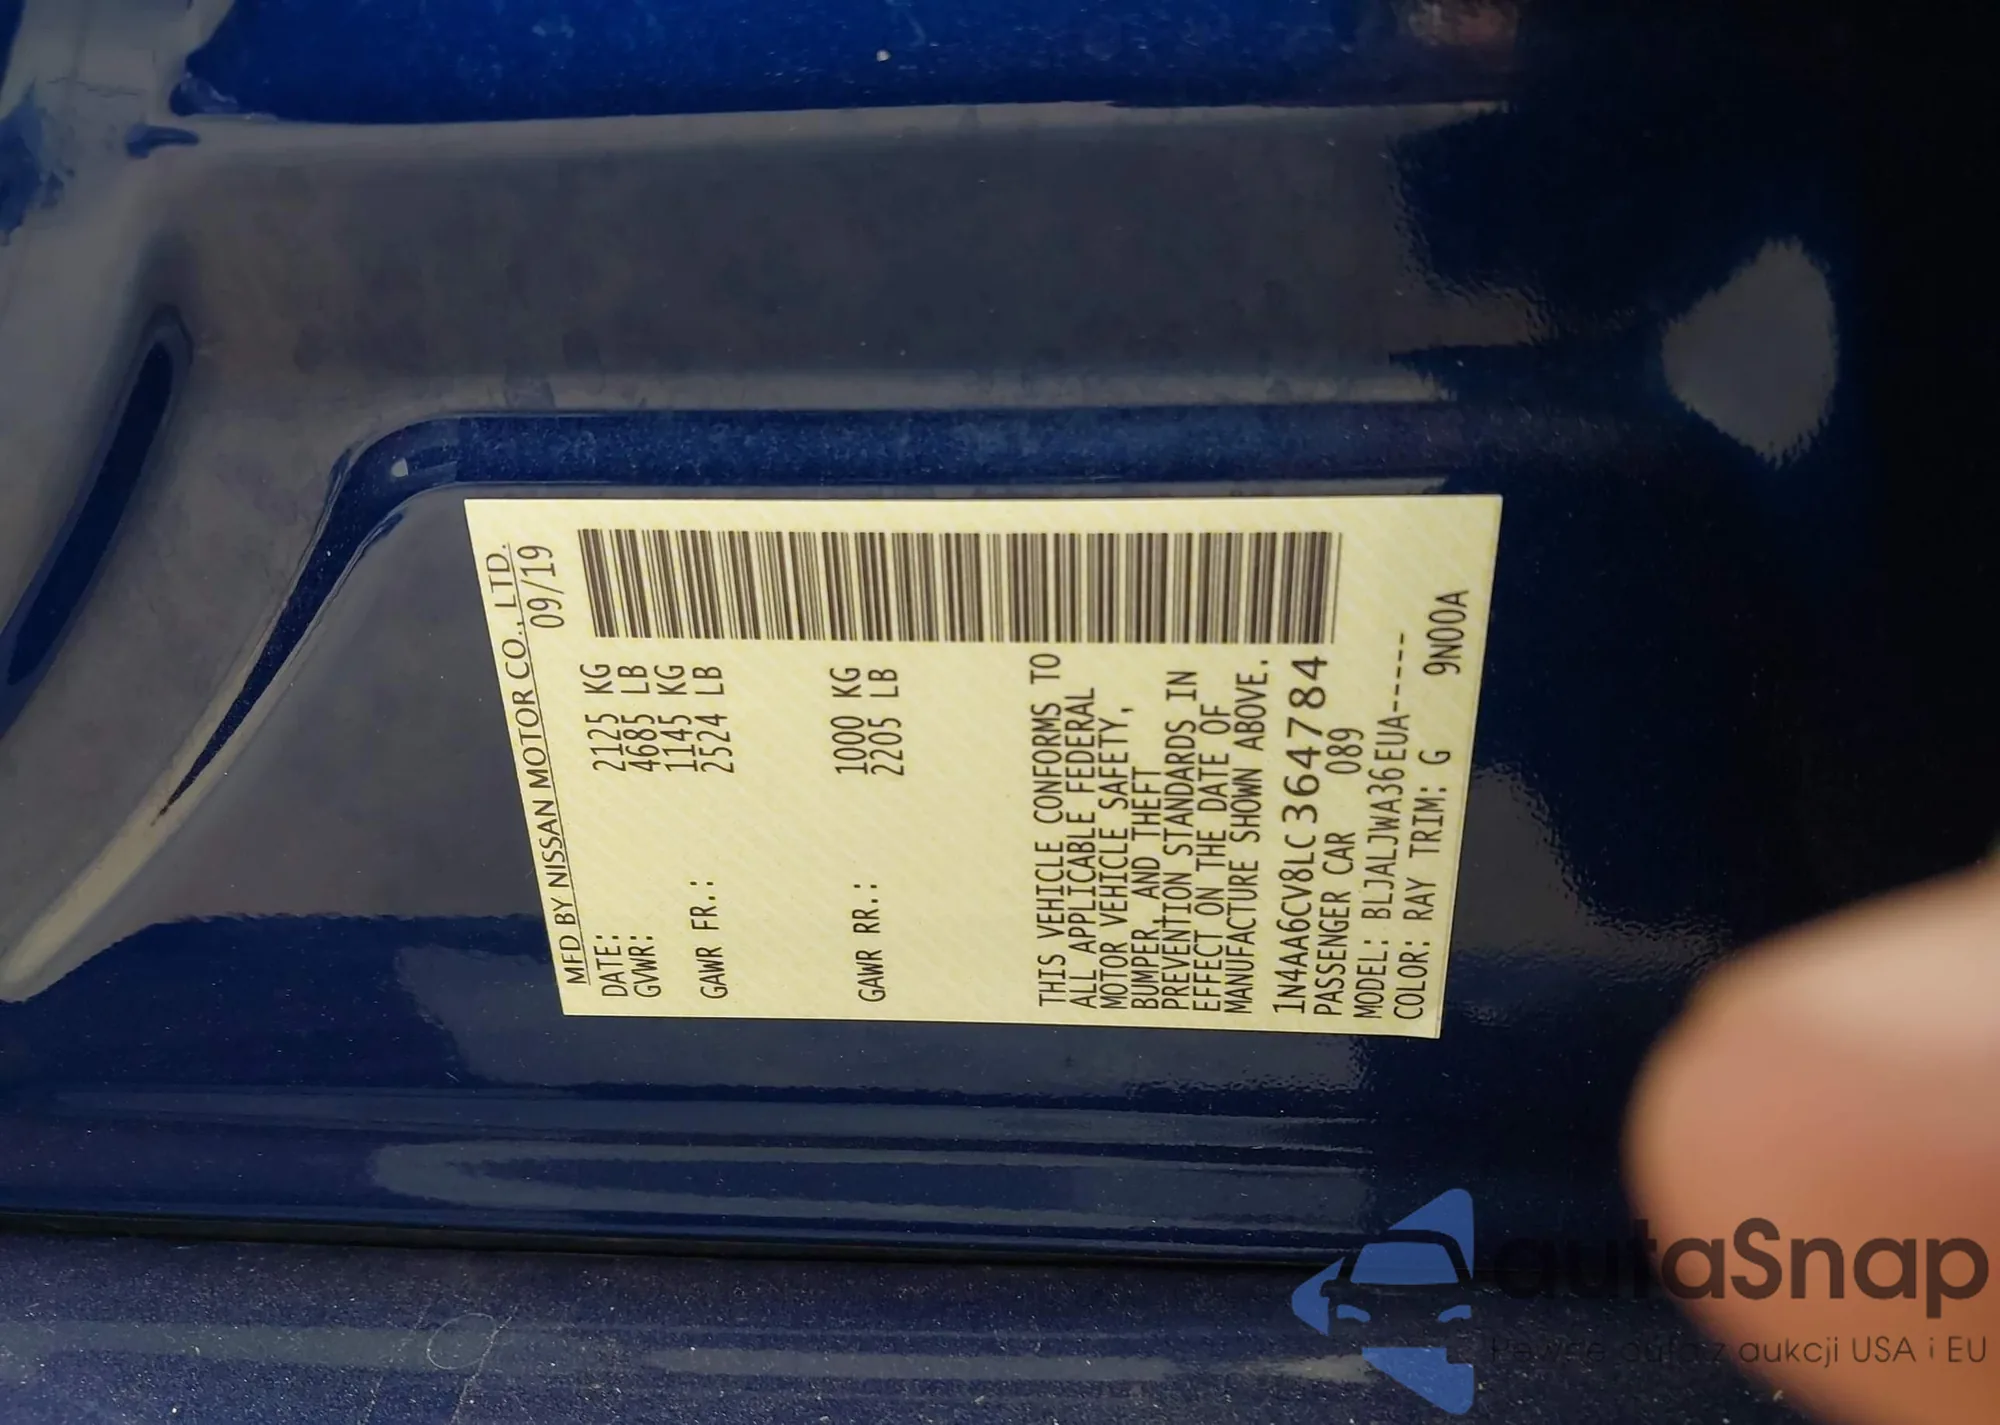 MFD BY NISSAN MOTOR CO., LTD.
DATE: 09/19
GVWR: 2125 KG
4685 LB
GAWR FR.: 1145 KG
2524 LB
GAWR RR.: 1000 KG
2205 LB
THIS VEHICLE CONFORMS TO
ALL APPLICABLE FEDERAL
MOTOR VEHICLE SAFETY,
BUMPER, AND THEFT
PREVENTION STANDARDS IN
EFFECT ON THE DATE OF
MANUFACTURE SHOWN ABOVE.
1N4AA6CV8LC364784
PASSENGER CAR 089
MODEL: BLJALJWA36EUA-----
COLOR: RAY TRIM: G 9N00A
autaSnap
Pewne auta z aukcji USA i EU